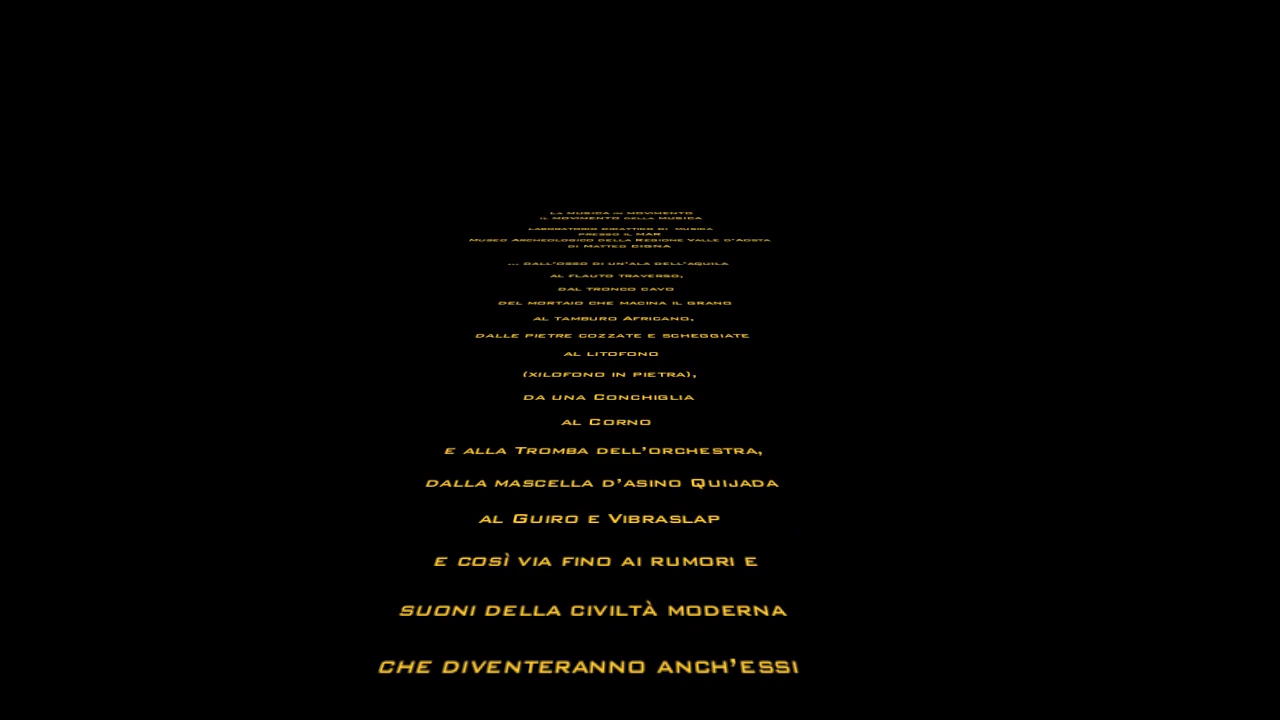 La musica in movimento
il movimento della musica
laboratorio didattico di musica
presso il MAR
Museo Archeologico della Regione Valle d'Aosta
di Matteo Cigna
... dall'osso di un'ala dell'aquila
al flauto traverso,
dal tronco cavo
del mortaio che macina il grano
al tamburo Africano,
dalle pietre cozzate e scheggiate
al litofono
(xilofono in pietra),
da una Conchiglia
al Corno
e alla Tromba dell'orchestra,
dalla mascella d'asino Quijada
al Guiro e Vibraslap
e così via fino ai rumori e
suoni della civiltà moderna
che diventeranno anch'essi